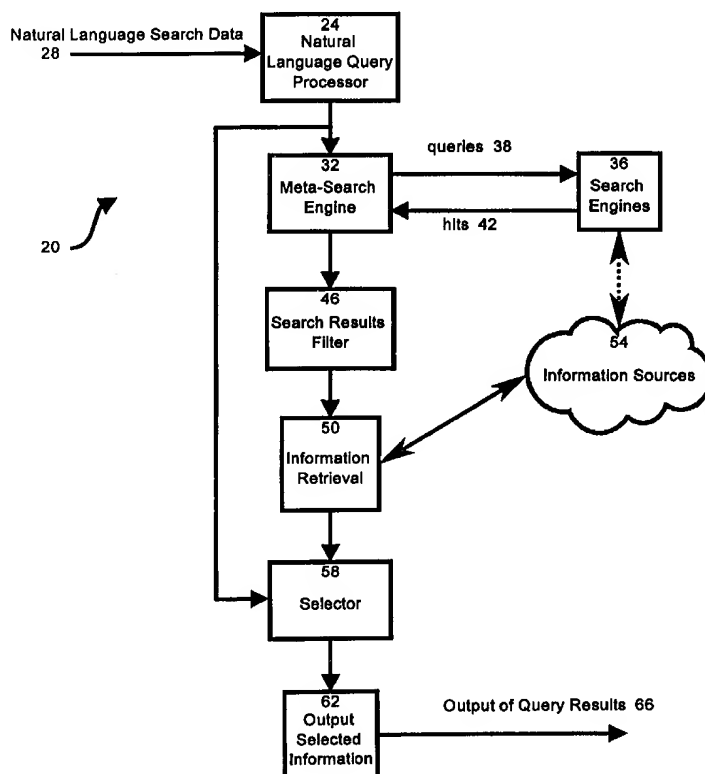 Natural Language Search Data
28
24
Natural
Language Query
Processor
32
Meta-Search
Engine
queries 38
hits 42
36
Search
Engines
20
46
Search Results
Filter
54
Information Sources
50
Information
Retrieval
58
Selector
62
Output
Selected
Information
Output of Query Results 66